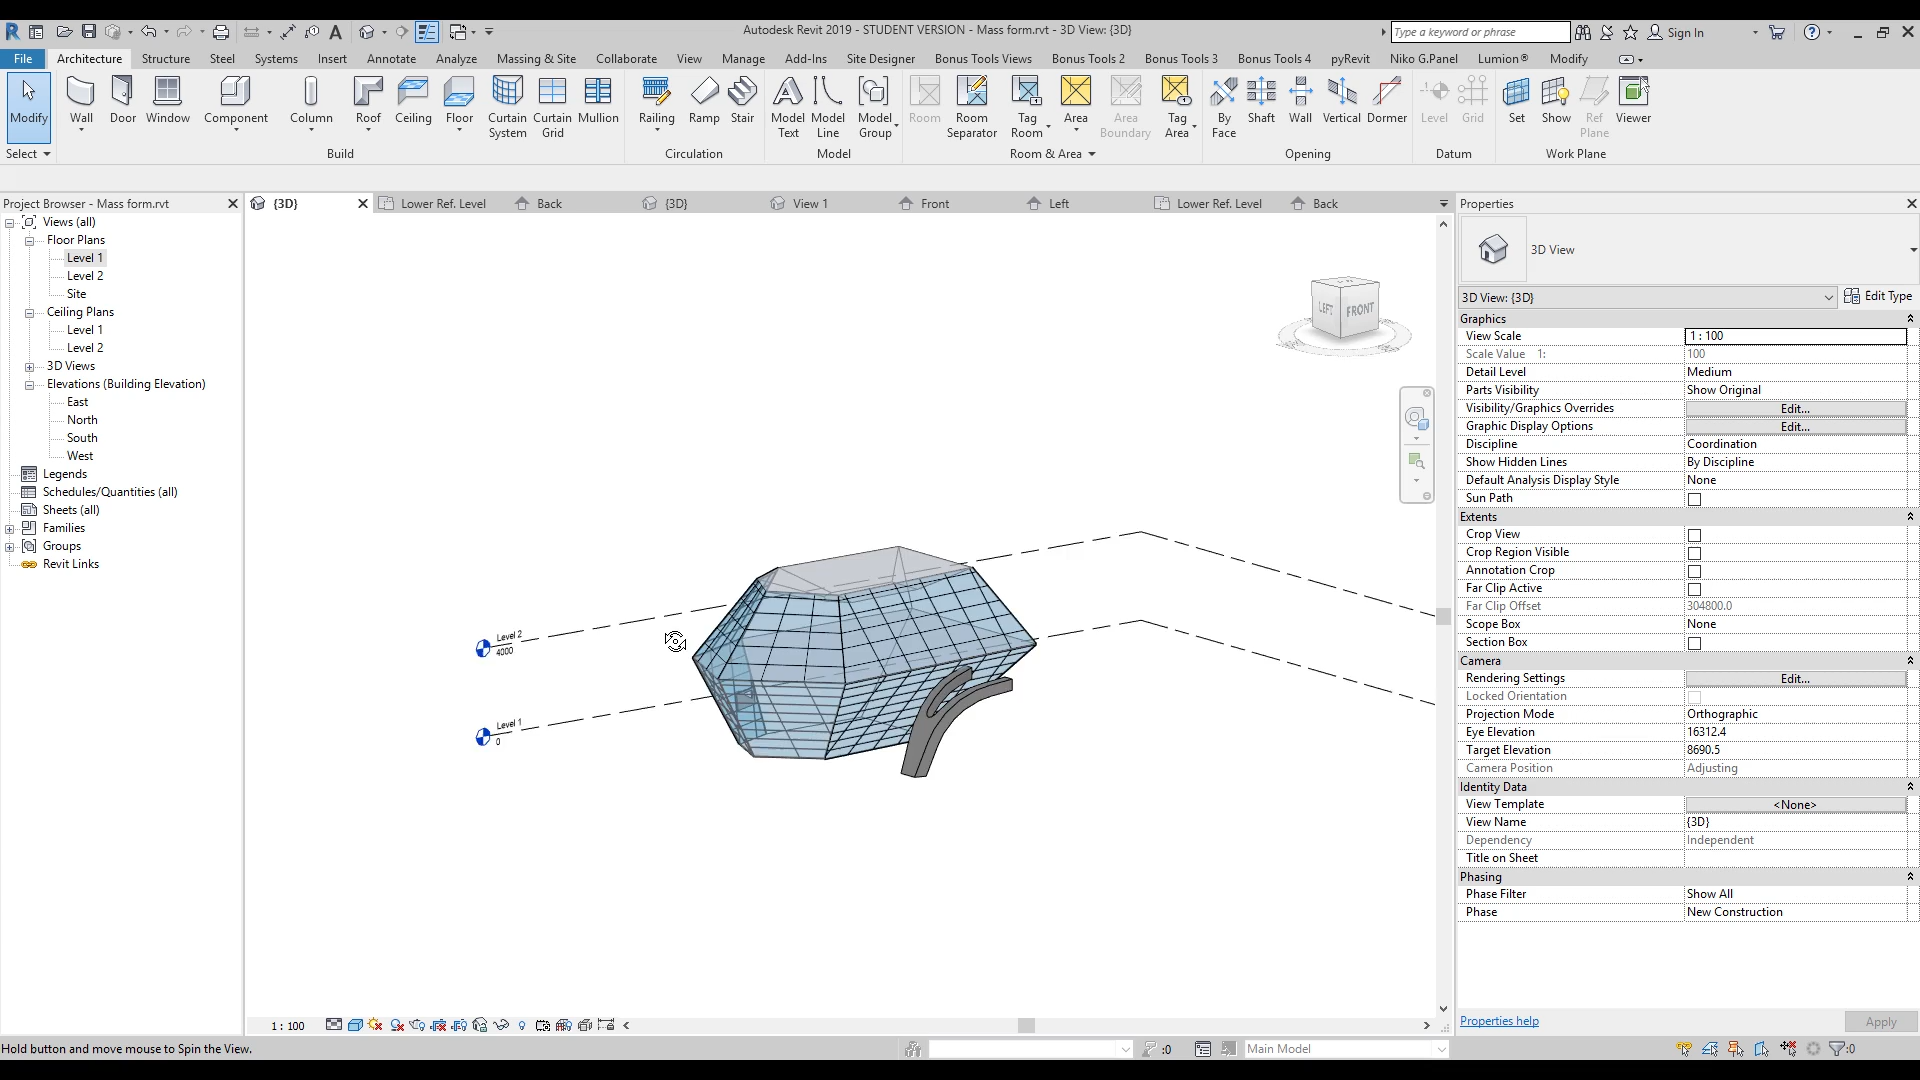 Autodesk Revit 2019 - STUDENT VERSION - Mass form.rvt - 3D View: {3D}
Type a keyword or phrase
Sign In
File Architecture Structure Steel Systems Insert Annotate Analyze Massing & Site Collaborate View Manage Add-Ins Site Designer Bonus Tools Views Bonus Tools 2 Bonus Tools 3 Bonus Tools 4 pyRevit Niko G.Panel Lumion® Modify
Modify Wall Door Window Component Column Roof Ceiling Floor Curtain System Curtain Grid Mullion Railing Ramp Stair Model Text Model Line Model Group Room Room Separator Tag Room Area Area Boundary Tag Area By Face Shaft Wall Vertical Dormer Level Grid Set Show Ref Plane Viewer
Select Build Circulation Model Room & Area Opening Datum Work Plane
Project Browser - Mass form.rvt
Views (all)
Floor Plans
Level 1
Level 2
Site
Ceiling Plans
Level 1
Level 2
3D Views
Elevations (Building Elevation)
East
North
South
West
Legends
Schedules/Quantities (all)
Sheets (all)
Families
Groups
Revit Links
{3D} Lower Ref. Level Back {3D} View 1 Front Left Lower Ref. Level Back
LEFT FRONT
Level 2
4000
Level 1
0
Properties
3D View
3D View: {3D} Edit Type
Graphics
View Scale 1 : 100
Scale Value 1: 100
Detail Level Medium
Parts Visibility Show Original
Visibility/Graphics Overrides Edit...
Graphic Display Options Edit...
Discipline Coordination
Show Hidden Lines By Discipline
Default Analysis Display Style None
Sun Path
Extents
Crop View
Crop Region Visible
Annotation Crop
Far Clip Active
Far Clip Offset 304800.0
Scope Box None
Section Box
Camera
Rendering Settings Edit...
Locked Orientation
Projection Mode Orthographic
Eye Elevation 16312.4
Target Elevation 8690.5
Camera Position Adjusting
Identity Data
View Template <None>
View Name {3D}
Dependency Independent
Title on Sheet
Phasing
Phase Filter Show All
Phase New Construction
Properties help Apply
1 : 100
Hold button and move mouse to Spin the View.
:0
Main Model
:0